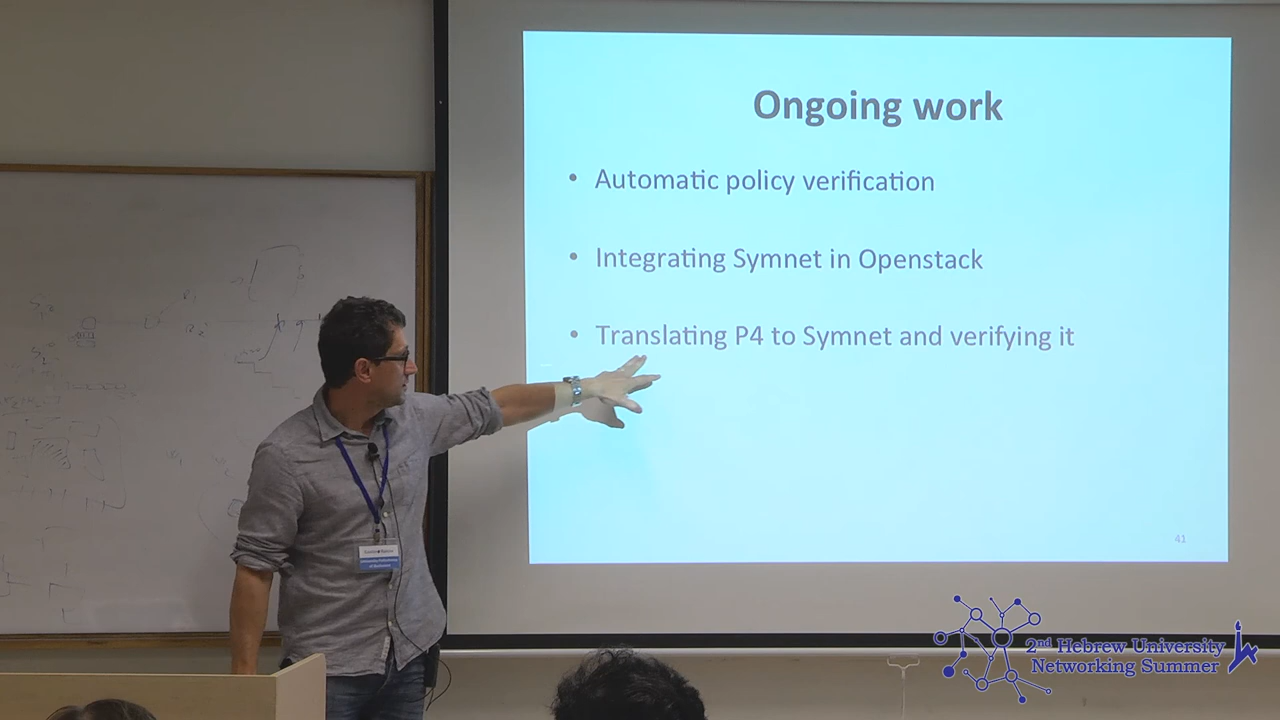 Ongoing work
• Automatic policy verification
• Integrating Symnet in Openstack
• Translating P4 to Symnet and verifying it
41
2nd Hebrew University
Networking Summer